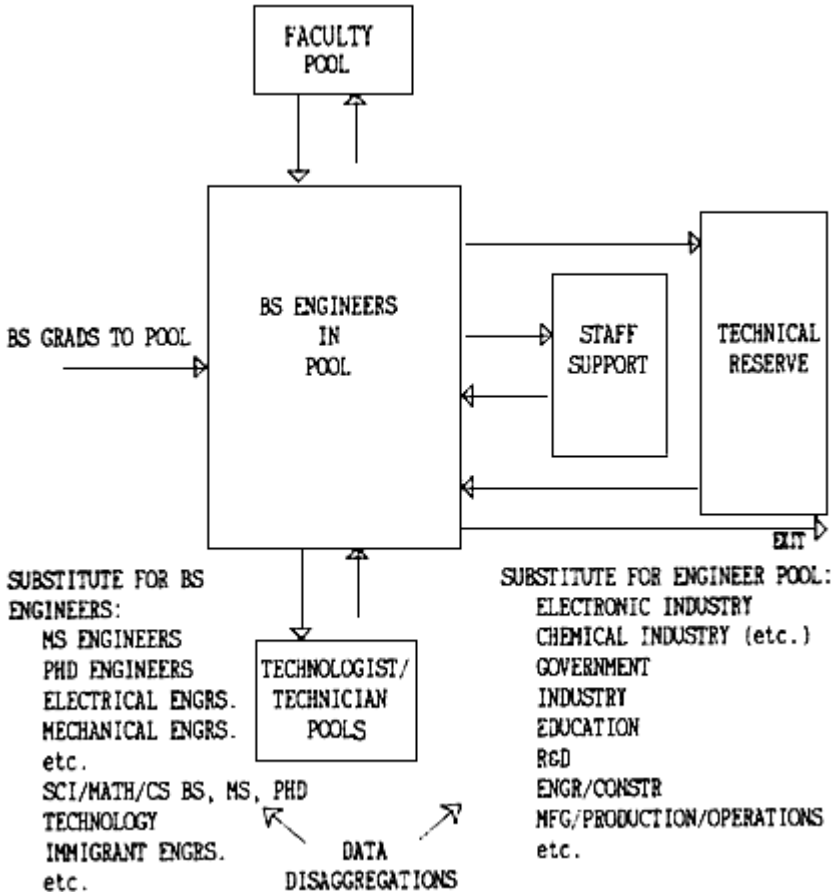 FACULTY
POOL
BS ENGINEERS
IN
POOL
BS GRADS TO POOL
STAFF
SUPPORT
TECHNICAL
RESERVE
EXIT
SUBSTITUTE FOR BS
ENGINEERS:
MS ENGINEERS
PHD ENGINEERS
ELECTRICAL ENGRS.
MECHANICAL ENGRS.
etc.
SCI/MATH/CS BS, MS, PHD
TECHNOLOGY
IMMIGRANT ENGRS.
etc.
TECHNOLOGIST/
TECHNICIAN
POOLS
DATA
DISAGGREGATIONS
SUBSTITUTE FOR ENGINEER POOL:
ELECTRONIC INDUSTRY
CHEMICAL INDUSTRY (etc.)
GOVERNMENT
INDUSTRY
EDUCATION
R&D
ENGR/CONSTR
MFG/PRODUCTION/OPERATIONS
etc.